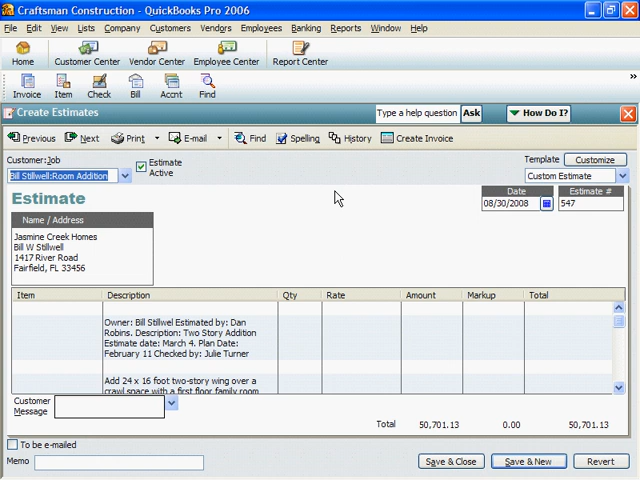 Craftsman Construction - QuickBooks Pro 2006
File Edit View Lists Company Customers Vendors Employees Banking Reports Window Help
Home Customer Center Vendor Center Employee Center Report Center
Invoice Item Check Bill Accnt Find
Create Estimates Type a help question Ask How Do I?
Previous Next Print E-mail Find Spelling History Create Invoice
Customer:Job Estimate Active Template Customize
Bill Stillwell:Room Addition Custom Estimate
Estimate Date Estimate #
08/30/2008 547
Name / Address
Jasmine Creek Homes
Bill W Stillwell
1417 River Road
Fairfield, FL 33456
Item Description Qty Rate Amount Markup Total
Owner: Bill Stillwel Estimated by: Dan
Robins. Description: Two Story Addition
Estimate date: March 4. Plan Date:
February 11 Checked by: Julie Turner
Add 24 x 16 foot two-story wing over a
crawl space with a first floor family room
Customer Message
Total 50,701.13 0.00 50,701.13
To be e-mailed
Memo Save & Close Save & New Revert